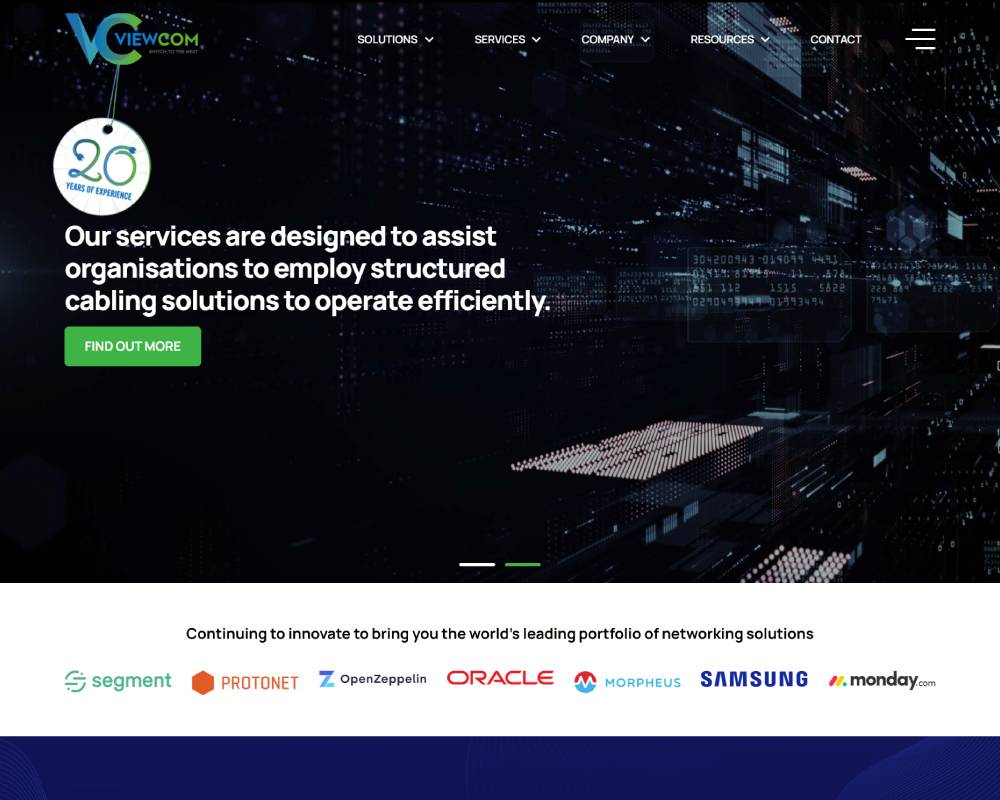 VC VIEWCOM
SWITCH TO THE NEXT
SOLUTIONS
SERVICES
COMPANY
RESOURCES
CONTACT
20
YEARS OF EXPERIENCE
Our services are designed to assist
organisations to employ structured
cabling solutions to operate efficiently.
FIND OUT MORE
Continuing to innovate to bring you the world's leading portfolio of networking solutions
segment
PROTONET
OpenZeppelin
ORACLE
MORPHEUS
SAMSUNG
monday.com